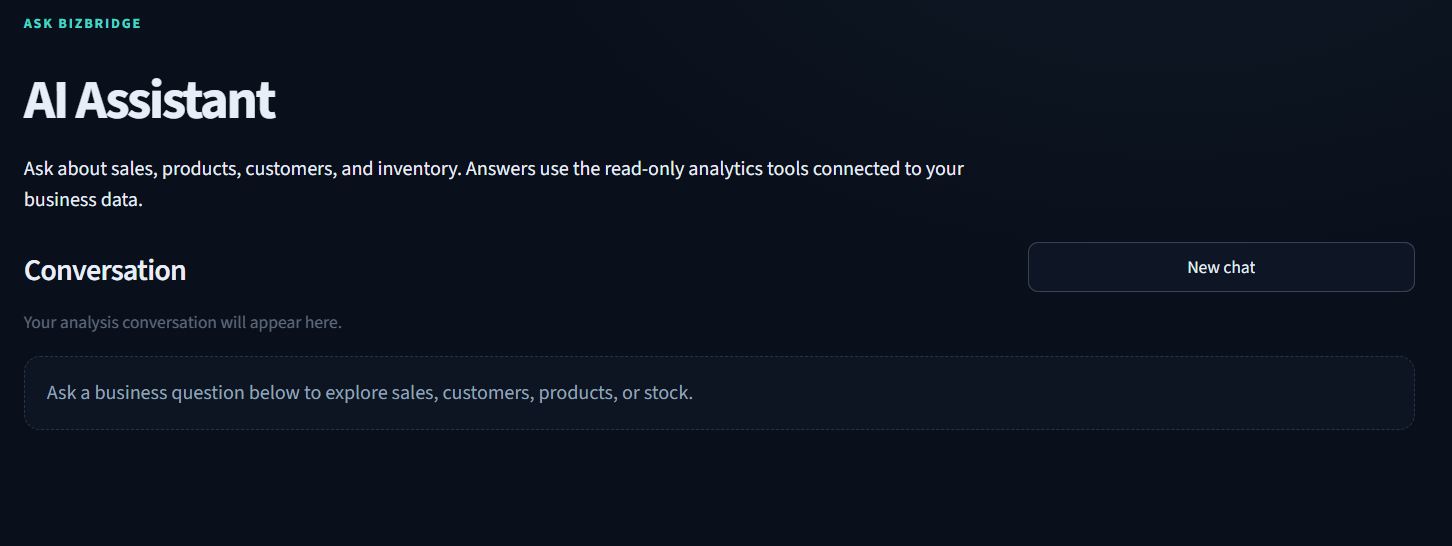 ASK BIZBRIDGE
AI Assistant
Ask about sales, products, customers, and inventory. Answers use the read-only analytics tools connected to your
business data.
Conversation
New chat
Your analysis conversation will appear here.
Ask a business question below to explore sales, customers, products, or stock.